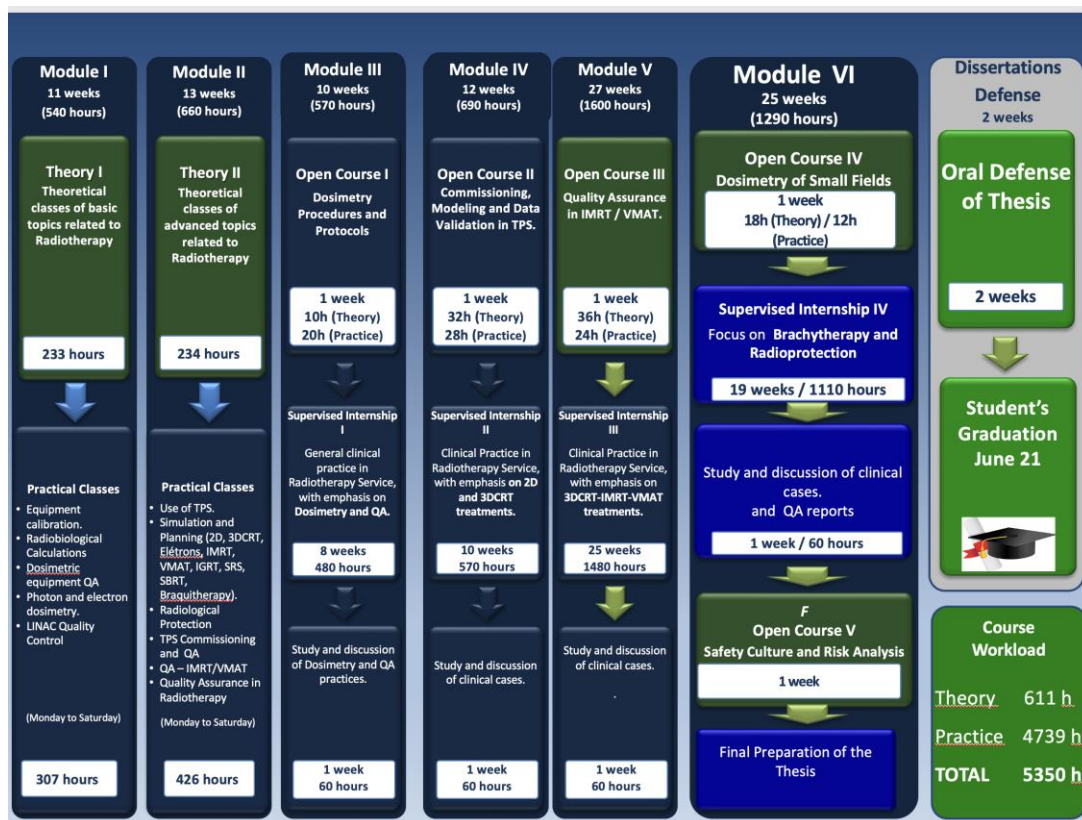 Module I
11 weeks
(540 hours)
Theory I
Theoretical
classes of basic
topics related to
Radiotherapy
233 hours
Practical Classes
• Equipment
calibration.
• Radiobiological
Calculations
• Dosimetric
equipment QA
• Photon and electron
dosimetry.
• LINAC Quality
Control
(Monday to Saturday)
307 hours
Module II
13 weeks
(660 hours)
Theory II
Theoretical
classes of
advanced topics
related to
Radiotherapy
234 hours
Practical Classes
• Use of TPS.
• Simulation and
Planning (2D, 3DCRT,
Elétrons, IMRT,
VMAT, IGRT, SRS,
SBRT,
Braquitherapy).
• Radiological
Protection
• TPS Commissioning
and QA
• QA – IMRT/VMAT
• Quality Assurance in
Radiotherapy
(Monday to Saturday)
426 hours
Module III
10 weeks
(570 hours)
Open Course I
Dosimetry
Procedures and
Protocols
1 week
10h (Theory)
20h (Practice)
Supervised Internship
I
General clinical
practice in
Radiotherapy Service,
with emphasis on
Dosimetry and QA.
8 weeks
480 hours
Study and discussion
of Dosimetry and QA
practices.
1 week
60 hours
Module IV
12 weeks
(690 hours)
Open Course II
Commissioning,
Modeling and Data
Validation in TPS.
1 week
32h (Theory)
28h (Practice)
Supervised Internship
II
Clinical Practice in
Radiotherapy Service,
with emphasis on 2D
and 3DCRT
treatments.
10 weeks
570 hours
Study and discussion
of clinical cases.
1 week
60 hours
Module V
27 weeks
(1600 hours)
Open Course III
Quality Assurance
in IMRT / VMAT.
1 week
36h (Theory)
24h (Practice)
Supervised Internship
III
Clinical Practice in
Radiotherapy Service,
with emphasis on
3DCRT-IMRT-VMAT
treatments.
25 weeks
1480 hours
Study and discussion of
clinical cases.
.
1 week
60 hours
Module VI
25 weeks
(1290 hours)
Open Course IV
Dosimetry of Small Fields
1 week
18h (Theory) / 12h
(Practice)
Supervised Internship IV
Focus on Brachytherapy and
Radioprotection
19 weeks / 1110 hours
Study and discussion of clinical
cases.
and QA reports
1 week / 60 hours
F
Open Course V
Safety Culture and Risk Analysis
1 week
Final Preparation of the
Thesis
Dissertations
Defense
2 weeks
Oral Defense
of Thesis
2 weeks
Student’s
Graduation
June 21
Course
Workload
Theory 611 h
Practice 4739 h
TOTAL 5350 h